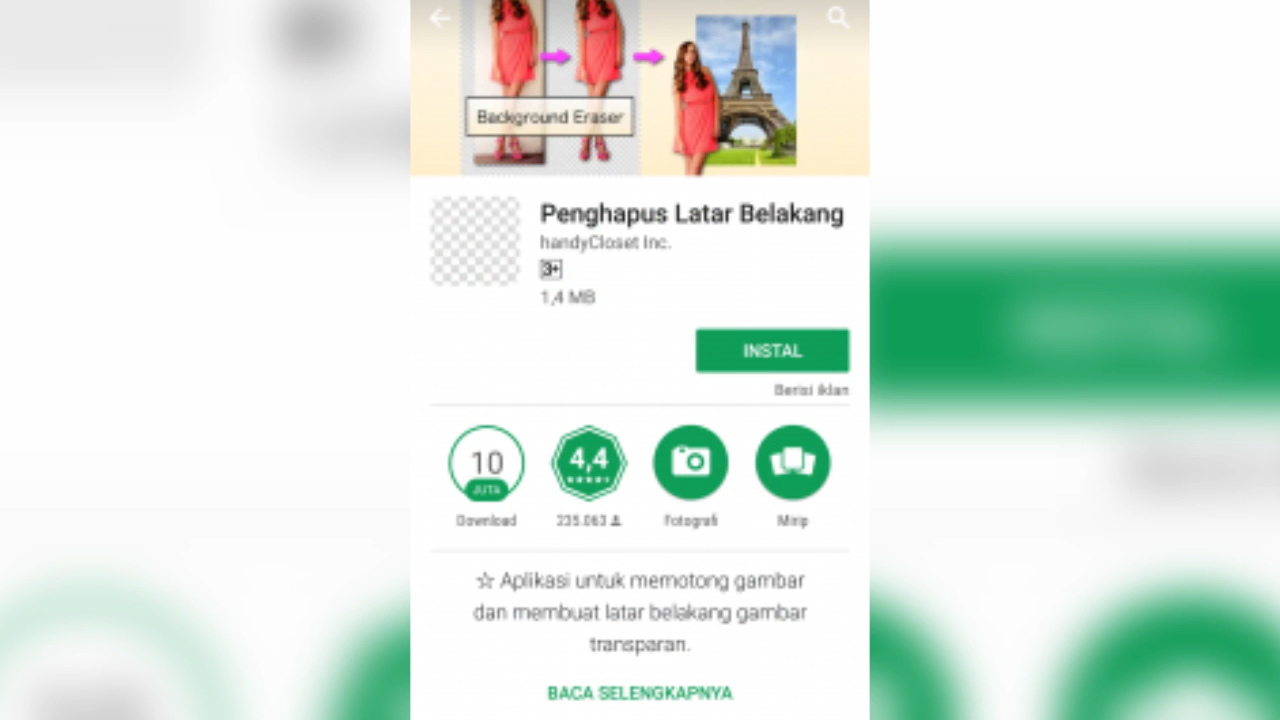 Background Eraser
Penghapus Latar Belakang
handyCloset Inc.
3+
1,4 MB
INSTAL
Berisi iklan
10
JUTA
4,4
Download
235.063
Fotografi
Mirip
☆ Aplikasi untuk memotong gambar
dan membuat latar belakang gambar
transparan.
BACA SELENGKAPNYA